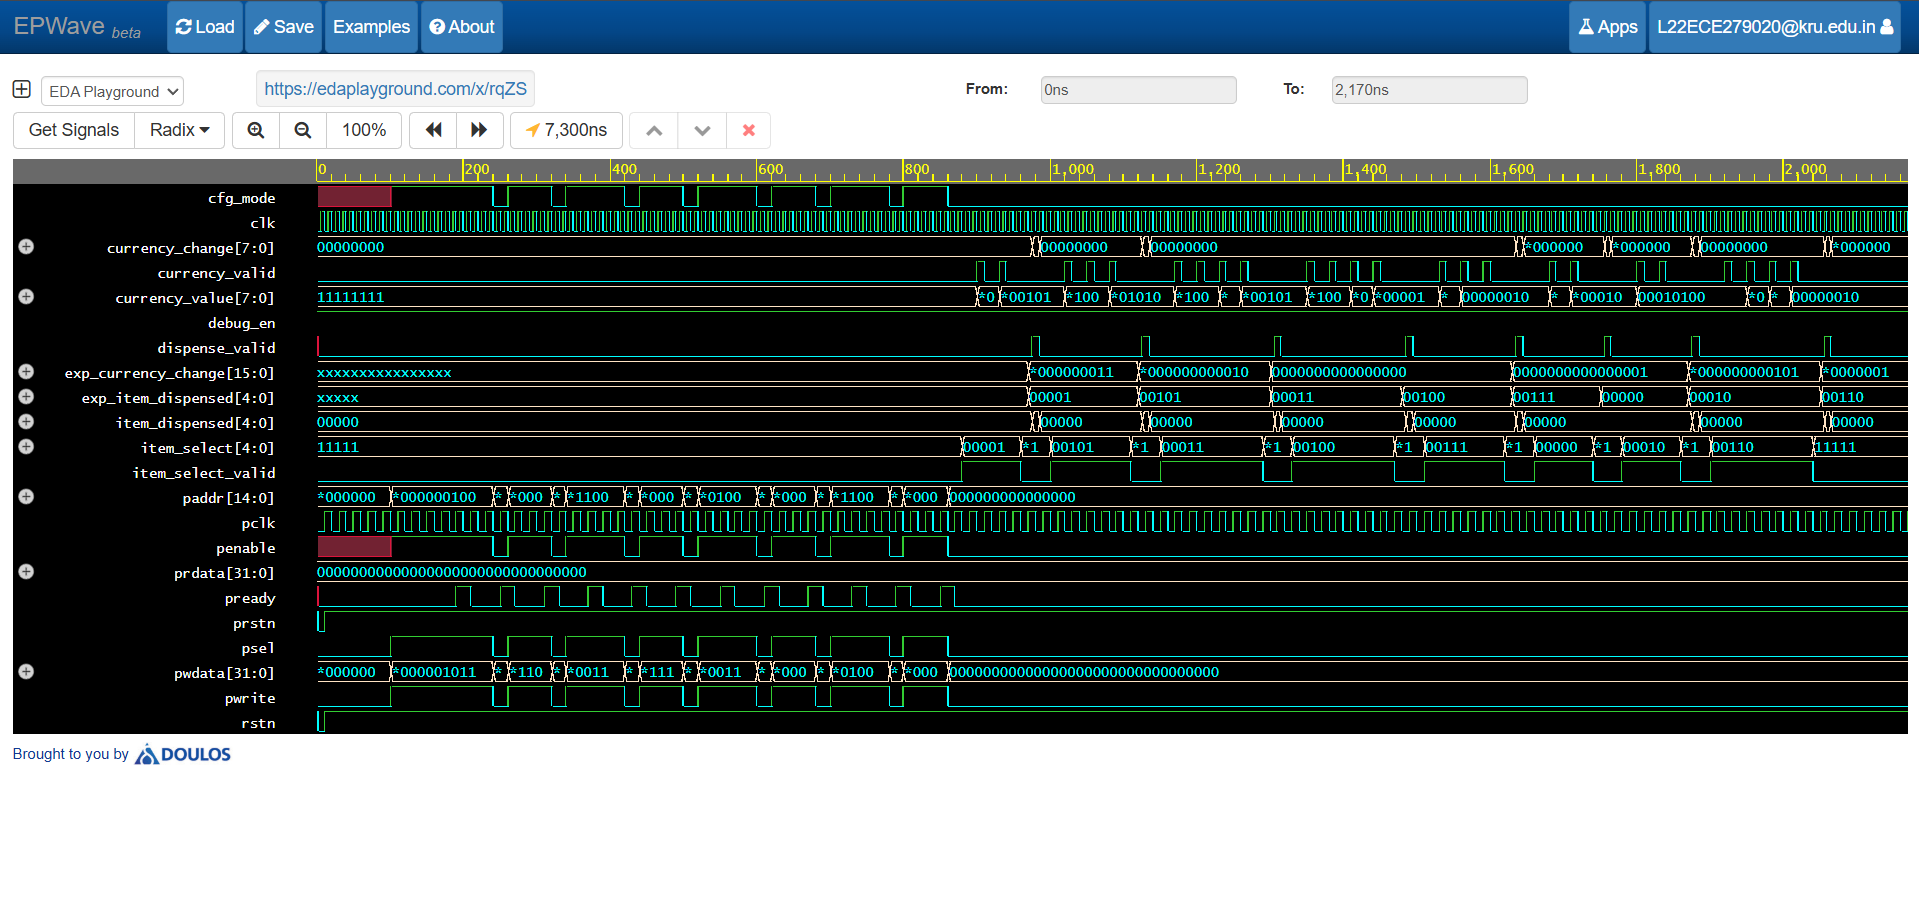 EPWave beta Load Save Examples About Apps L22ECE279020@kru.edu.in
EDA Playground https://edaplayground.com/x/rqZS From: 0ns To: 2,170ns
Get Signals Radix 100% 7,300ns
0 200 400 600 800 1,000 1,200 1,400 1,600 1,800 2,000
cfg_mode
clk
currency_change[7:0] 00000000 00000000 00000000 *000000 *000000 00000000 *000000
currency_valid
currency_value[7:0] 11111111 *0 *00101 *100 *01010 *100 * *00101 *100 *0 *00001 * 00000010 * *00010 00010100 *0 * 00000010
debug_en
dispense_valid
exp_currency_change[15:0] xxxxxxxxxxxxxxxx *000000011 *000000000010 0000000000000000 0000000000000001 *000000000101 *0000001
exp_item_dispensed[4:0] xxxxx 00001 00101 00011 00100 00111 00000 00010 00110
item_dispensed[4:0] 00000 00000 00000 00000 00000 00000 00000 00000
item_select[4:0] 11111 00001 *1 00101 *1 00011 *1 00100 *1 00111 *1 00000 *1 00010 *1 00110 11111
item_select_valid
paddr[14:0] *000000 *000000100 * *000 * *1100 * *000 * *0100 * *000 * *1100 * *000 000000000000000
pclk
penable
prdata[31:0] 00000000000000000000000000000000
pready
prstn
psel
pwdata[31:0] *000000 *000001011 * *110 * *0011 * *111 * *0011 * *000 * *0100 * *000 00000000000000000000000000000000
pwrite
rstn
Brought to you by DOULOS